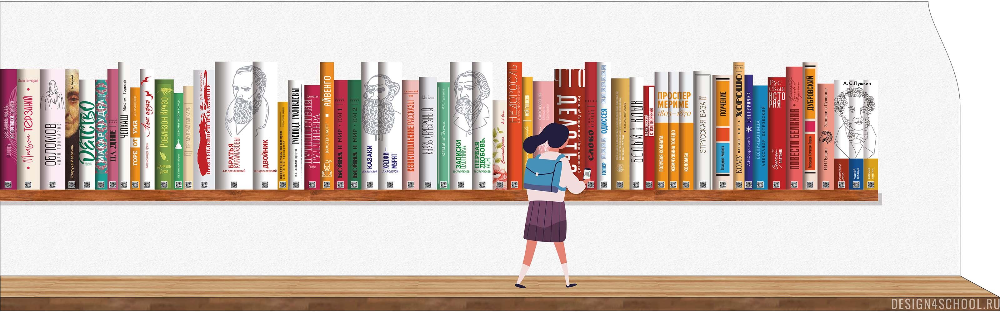 Н.В.ГОГОЛЬ
ВЫБРАННЫЕ МЕСТА
ИЗ ПЕРЕПИСКИ
Иван Гончаров
Мильон ТЕРЗАНИЙ
ОБЛОМОВ
ИВАН ГОНЧАРОВ
Старуха Изергиль
М. Горький
ДЕТСТВО
Максим
Горький
МАКАР ЧУДРА
Максим
Горький
НА ДНЕ
ЧЕЛКАШ
Максим Горький
ГОРЕ ОТ УМА
А.С.ГРИБОЕДОВ
Александр Грин
Алые паруса
ДАНИЭЛЬ
ДЕФО
РОБИНЗОН КРУЗО
М.Е.Салтыков-Щедрин
ИСТОРИЯ ОДНОГО ГОРОДА
ПРЕМУДРЫЙ ПИСКАРЬ
Ф.М. Достоевский
ПРЕСТУПЛЕНИЕ И НАКАЗАНИЕ
БРАТЬЯ
КАРАМАЗОВЫ
Ф.М.ДОСТОЕВСКИЙ
ДВОЙНИК
Ф.М.ДОСТОЕВСКИЙ
ПОВЕСТЬ О ТОМ, КАК ОДИН МУЖИК
ДВУХ ГЕНЕРАЛОВ ПРОКОРМИЛ
М. Е. САЛТЫКОВ-ЩЕДРИН
ГОСПОДА ГОЛОВЛЕВЫ
Джонатан
Свифт
ПУТЕШЕСТВИЯ
ГУЛЛИВЕРА
ВАЛЬТЕР СКОТТ
АЙВЕНГО
ВОЙНА И МИР • ТОМ 1
ВОЙНА И МИР • ТОМ 2
КАЗАКИ
Л.Н.ТОЛСТОЙ
ХАДЖИ –
МУРАТ
Л.Н.ТОЛСТОЙ
Л.Н.ТОЛСТОЙ
1855
СЕВАСТОПОЛЬСКИЕ РАССКАЗЫ
КНЯЗЬ СЕРЕБРЯНЫЙ
ОТЦЫ и дети
И.С. Тургенев
ЗАПИСКИ
ОХОТНИКА
И.С.ТУРГЕНЕВ
ПЕРВАЯ
ЛЮБОВЬ.
АСЯ
И.С.ТУРГЕНЕВ
А.А.Фет
Стихотворения
НЕДОРОСЛЬ
ДЕНИС ФОНВИЗИН
МОЙ ПУШКИН
СТИХОТВОРЕНИЯ
ЧТО
ДЕЛАТЬ
Николай Гаврилович Чернышевский
СЛОВО
О ПОЛКУ
ИГОРЕВЕ
ГОМЕР
ОДИССЕЯ
М.В.ЛОМОНОСОВ
Джек Лондон
БЕЛЫЙ КЛЫК
МАЯКОВСКИЙ
СТИХОТВОРЕНИЯ
ПРОСПЕР
МЕРИМЕ
1803–1870
ГОЛУБАЯ КОМНАТА
ЖЕМЧУЖИНА ТОЛЕДО
КОЛОМБА
Проспер
Мериме
ЭТРУССКАЯ ВАЗА
ПОУЧЕНИЕ
Владимир Мономах
КОМУ НА РУСИ ЖИТЬ ХОРОШО
А.Н.Островский
СНЕГУРОЧКА
БЕСПРИДАННИЦА
АЛЕКСАНДР ОСТРОВСКИЙ
Рус
ская
ИСТО
РИЯ
Сергей
ПЛАТОНОВ
ПОВЕСТИ БЕЛКИНА
Александр
Сергеевич
Пушкин
ДУБРОВСКИЙ
Александр Сергеевич Пушкин
И.И.Пущин
Записки о Пушкине
А. С. Пушкин
КАПИТАНСКАЯ
ДОЧКА
МЕДНЫЙ
ВСАДНИК
ЕВГЕНИЙ
ОНЕГИН
DESIGN4SCHOOL.RU